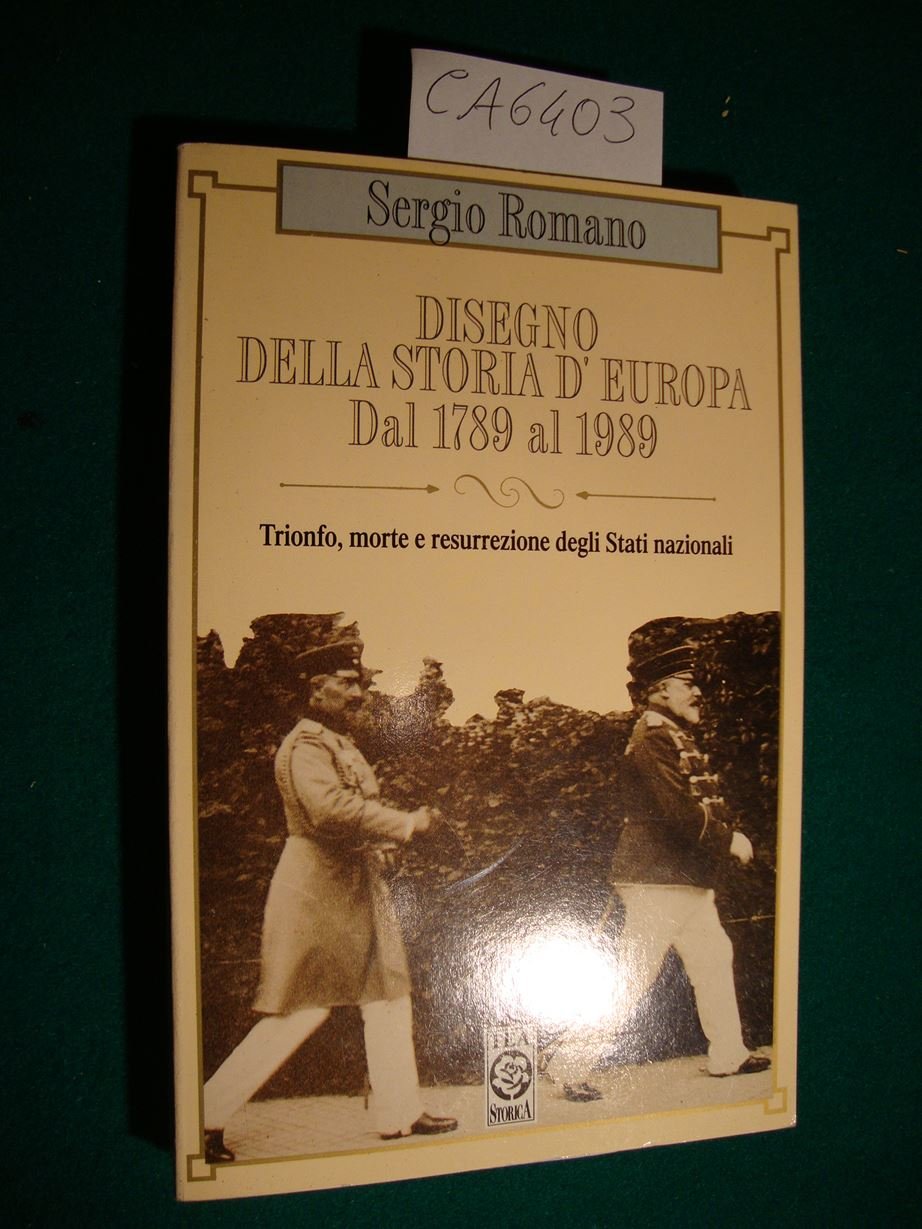 CA6403
Sergio Romano
DISEGNO
DELLA STORIA D' EUROPA
Dal 1789 al 1989
Trionfo, morte e resurrezione degli Stati nazionali
TEA
STORICA